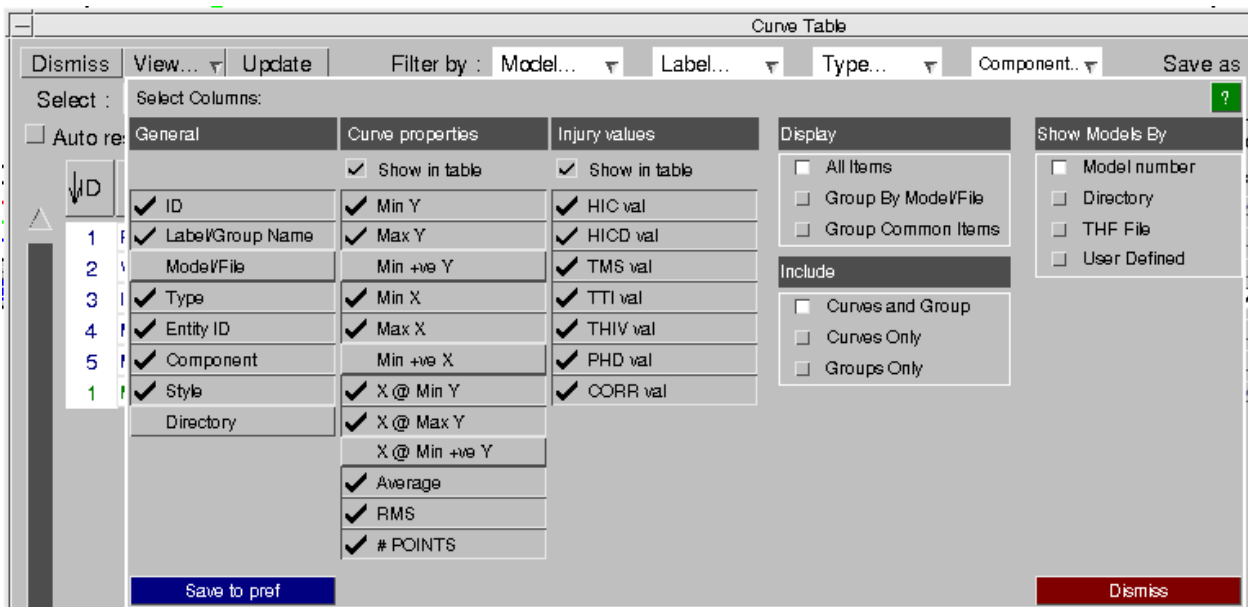 Curve Table
Dismiss View... Update Filter by : Model... Label... Type... Component.. Save as
Select : Select Columns: ?
Auto re
General Curve properties Injury values Display Show Models By
Show in table Show in table All Items Model number
ID
ID Min Y HIC val Group By Model/File Directory
1 Label/Group Name Max Y HICD val Group Common Items THF File
2 Model/File Min +ve Y TMS val Include User Defined
3 Type Min X TTI val Curves and Group
4 Entity ID Max X THIV val Curves Only
5 Component Min +ve X PHD val Groups Only
1 Style X @ Min Y CORR val
Directory X @ Max Y
X @ Min +ve Y
Average
RMS
# POINTS
Save to pref Dismiss